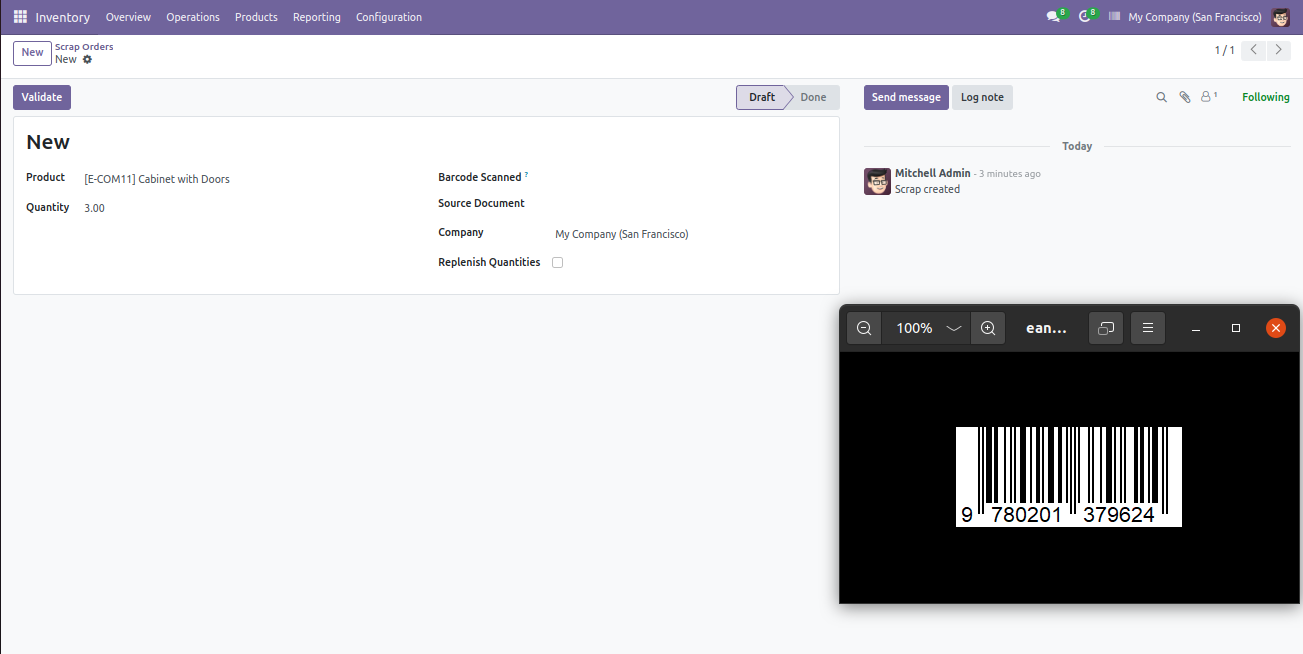 Inventory Overview Operations Products Reporting Configuration 8 8 My Company (San Francisco)
New Scrap Orders
New
1 / 1
Validate Draft Done Send message Log note 1 Following
New
Today
Product [E-COM11] Cabinet with Doors
Quantity 3.00
Barcode Scanned ?
Source Document
Company My Company (San Francisco)
Replenish Quantities
Mitchell Admin - 3 minutes ago
Scrap created
100% ean...
9 780201 379624